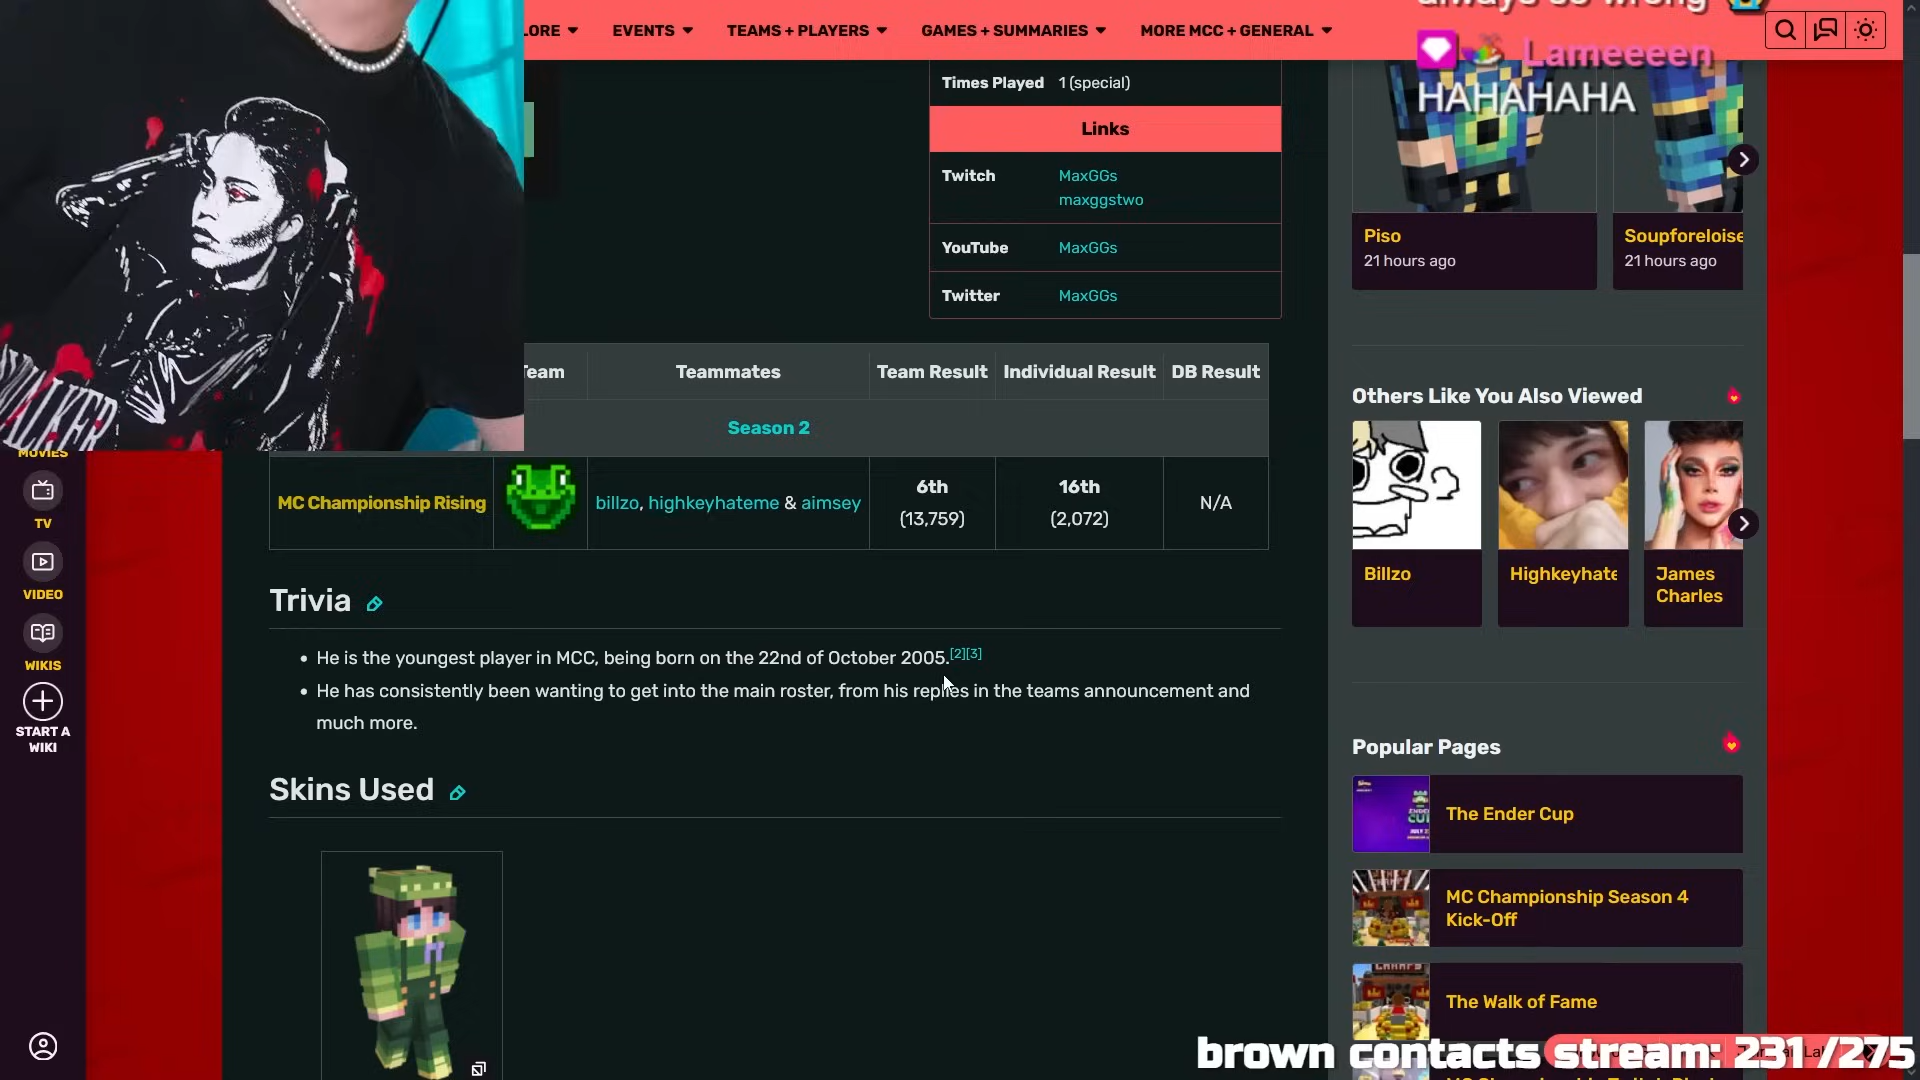 LORE
EVENTS
TEAMS + PLAYERS
GAMES + SUMMARIES
MORE MCC + GENERAL
always so wrong
Lameeeen
HAHAHAHA
Times Played 1 (special)
Links
Twitch MaxGGs
maxggstwo
YouTube MaxGGs
Twitter MaxGGs
Team Teammates Team Result Individual Result DB Result
Season 2
MC Championship Rising billzo, highkeyhateme & aimsey 6th (13,759) 16th (2,072) N/A
Trivia
He is the youngest player in MCC, being born on the 22nd of October 2005.[2][3]
He has consistently been wanting to get into the main roster, from his replies in the teams announcement and
much more.
Skins Used
WALKER
MOVIES
TV
VIDEO
WIKIS
START A
WIKI
Piso
21 hours ago
Soupforeloise
21 hours ago
Others Like You Also Viewed
Billzo
Highkeyhate
James
Charles
Popular Pages
The Ender Cup
MC Championship Season 4
Kick-Off
The Walk of Fame
brown contacts stream: 231 /275